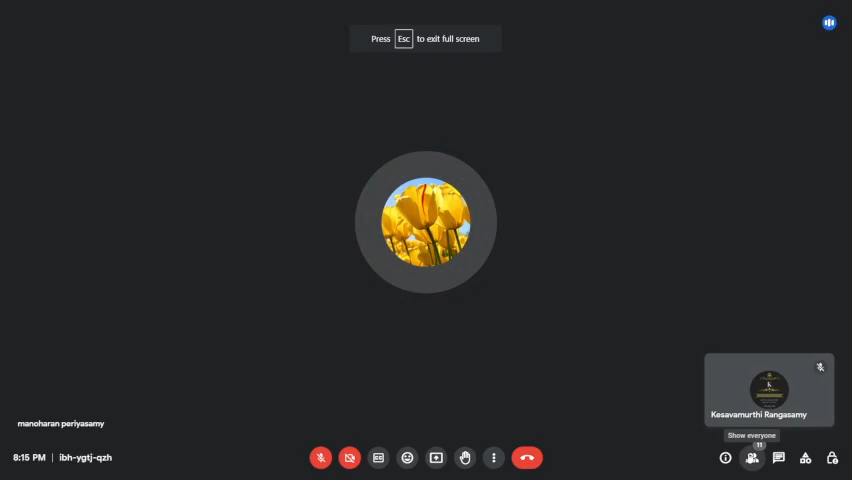 Press Esc to exit full screen
K
Kesavamurthi Rangasamy
manoharan periyasamy
Show everyone
11
8:15 PM | ibh-ygtj-qzh
CC